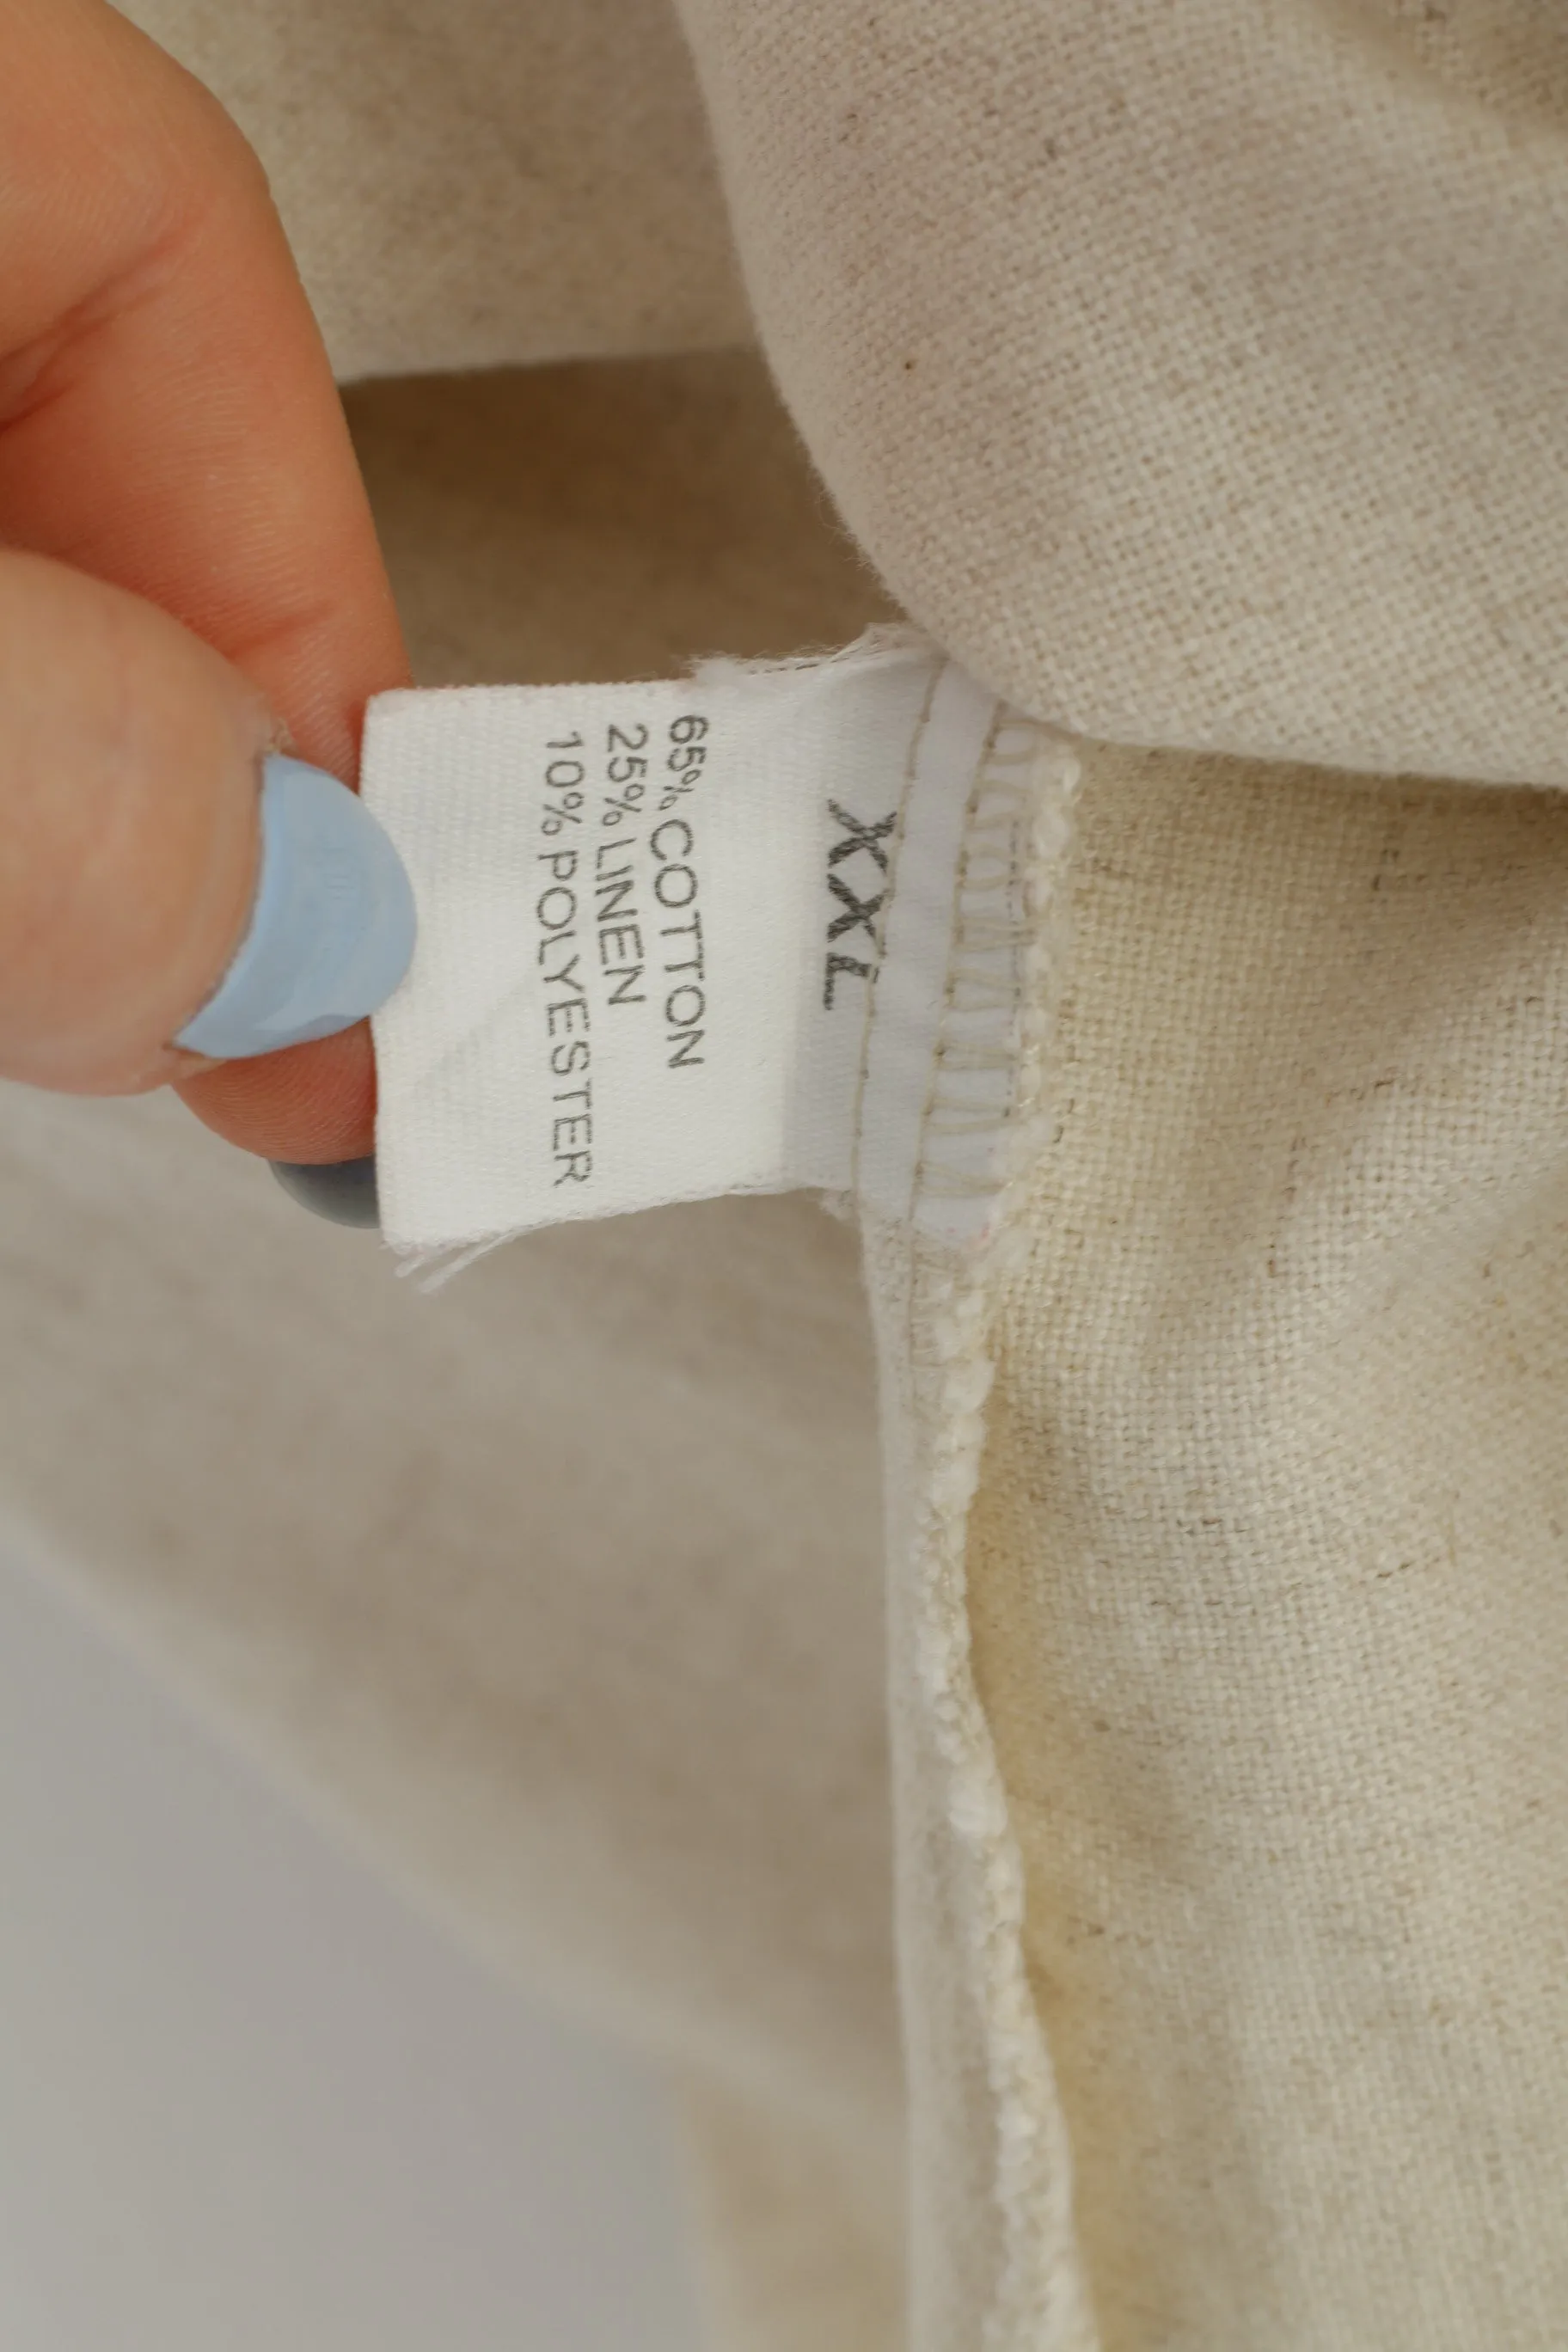 XXL
65% COTTON
25% LINEN
10% POLYESTER